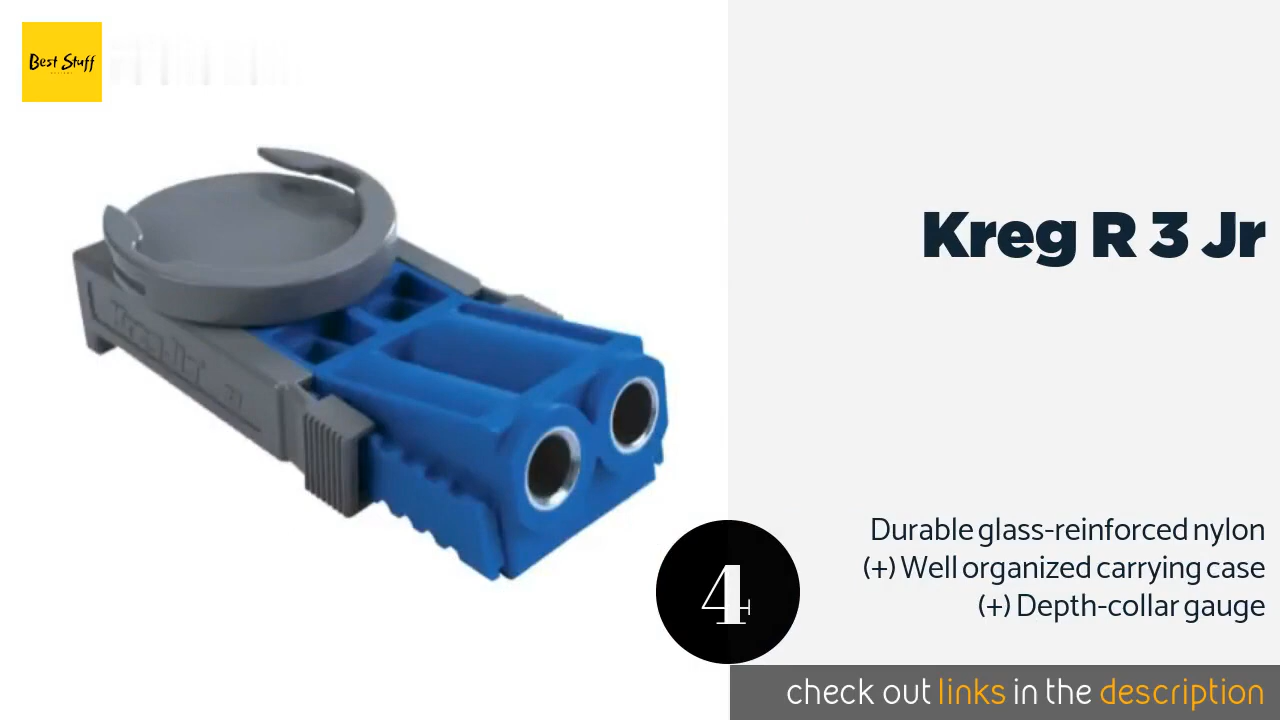 Best Stuff
Kreg R 3 Jr
Durable glass-reinforced nylon
(+) Well organized carrying case
(+) Depth-collar gauge
4
check out links in the description